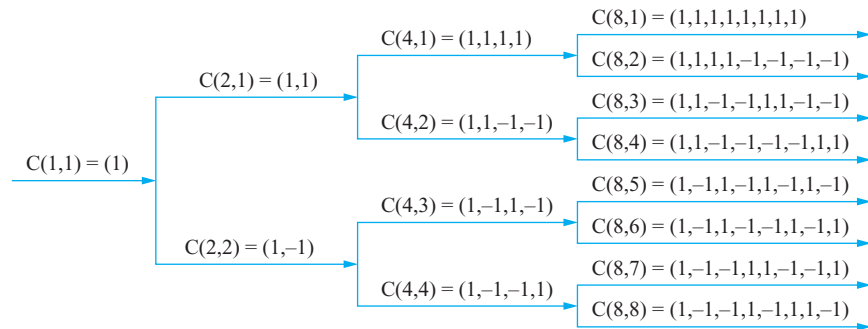 C(8,1) = (1,1,1,1,1,1,1,1)
C(4,1) = (1,1,1,1)
C(8,2) = (1,1,1,1,–1,–1,–1,–1)
C(2,1) = (1,1)
C(8,3) = (1,1,–1,–1,1,1,–1,–1)
C(4,2) = (1,1,–1,–1)
C(8,4) = (1,1,–1,–1,–1,–1,1,1)
C(1,1) = (1)
C(8,5) = (1,–1,1,–1,1,–1,1,–1)
C(4,3) = (1,–1,1,–1)
C(8,6) = (1,–1,1,–1,–1,1,–1,1)
C(2,2) = (1,–1)
C(8,7) = (1,–1,–1,1,1,–1,–1,1)
C(4,4) = (1,–1,–1,1)
C(8,8) = (1,–1,–1,1,–1,1,1,–1)